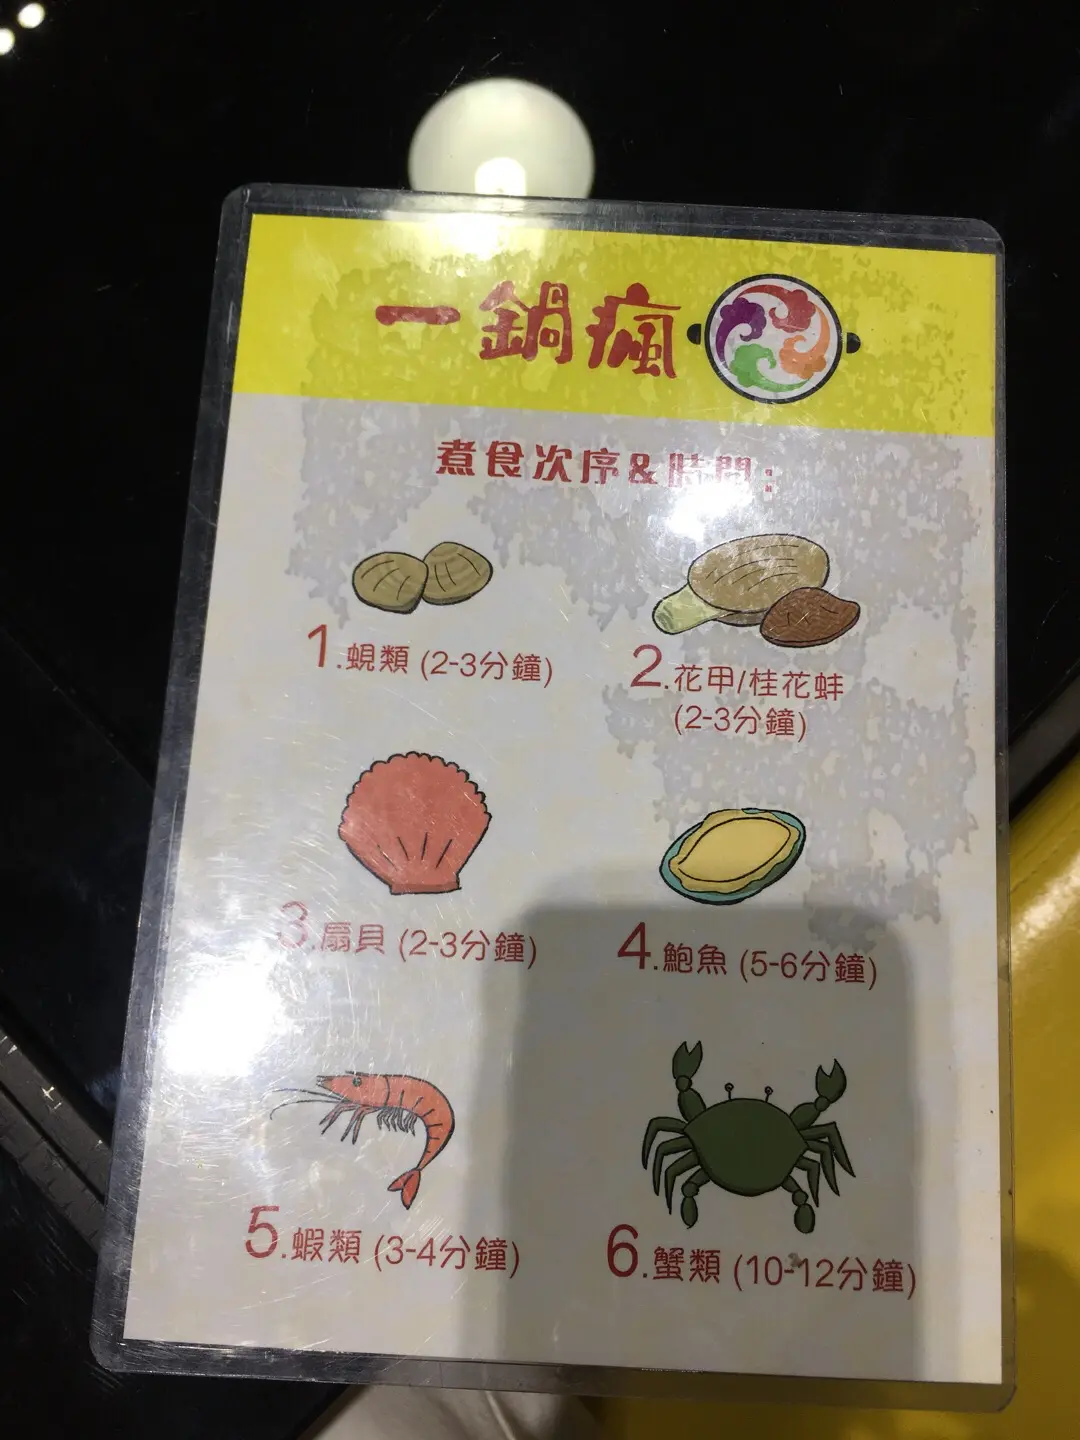 一鍋瘋
煮食次序&時間:
1.蜆類 (2-3分鐘)
2.花甲/桂花蚌
(2-3分鐘)
3.扇貝 (2-3分鐘)
4.鮑魚 (5-6分鐘)
5.蝦類 (3-4分鐘)
6.蟹類 (10-12分鐘)